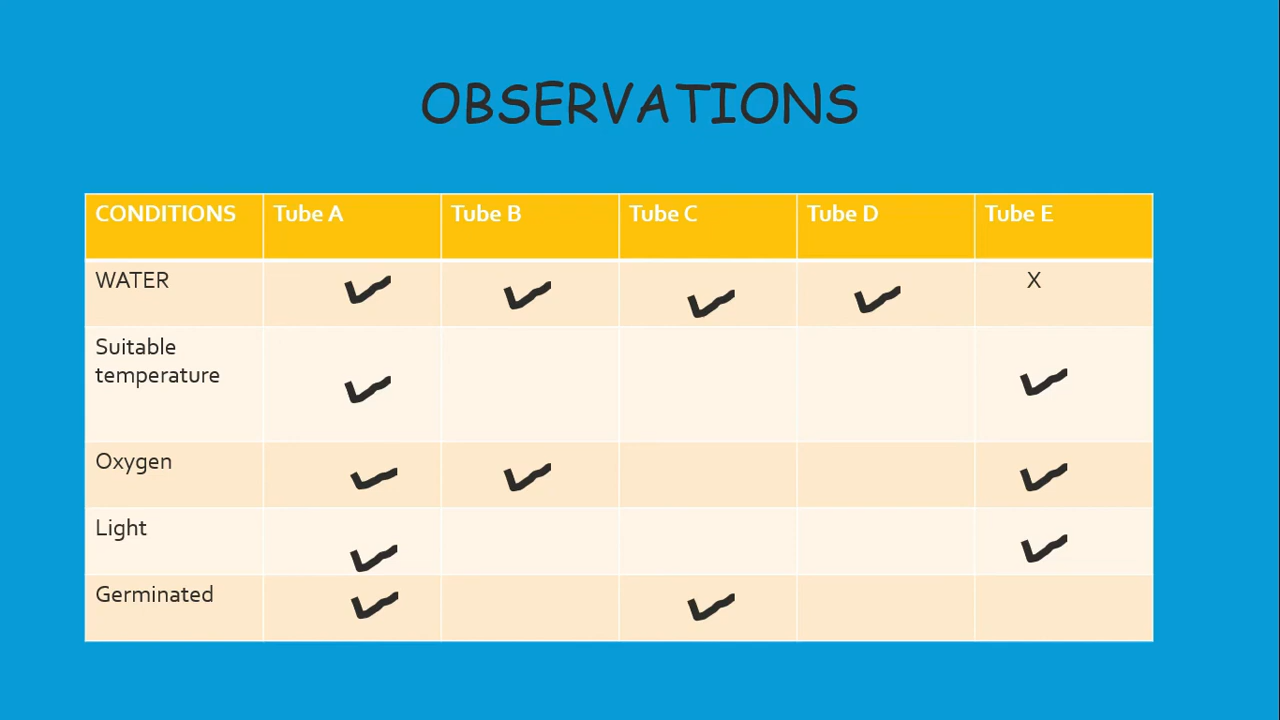 OBSERVATIONS
CONDITIONS Tube A Tube B Tube C Tube D Tube E
WATER ✓ ✓ ✓ ✓ X
Suitable
temperature ✓ ✓
Oxygen ✓ ✓ ✓
Light ✓ ✓
Germinated ✓ ✓